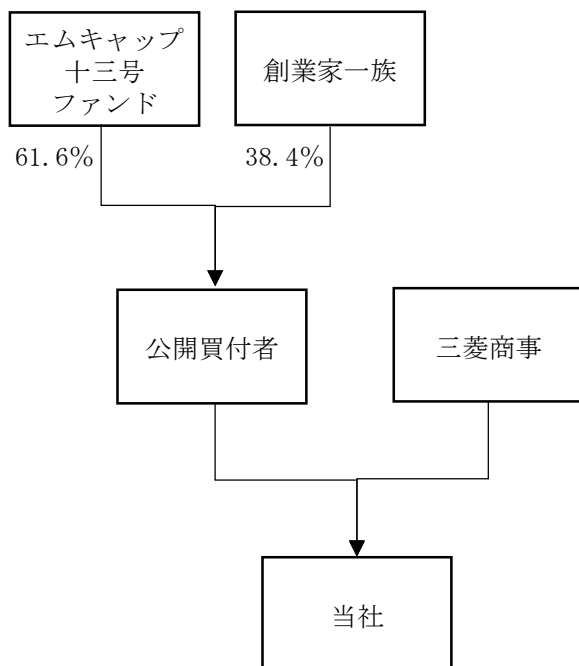 エムキャップ
十三号
ファンド
創業家一族
61.6%
38.4%
公開買付者
三菱商事
当社